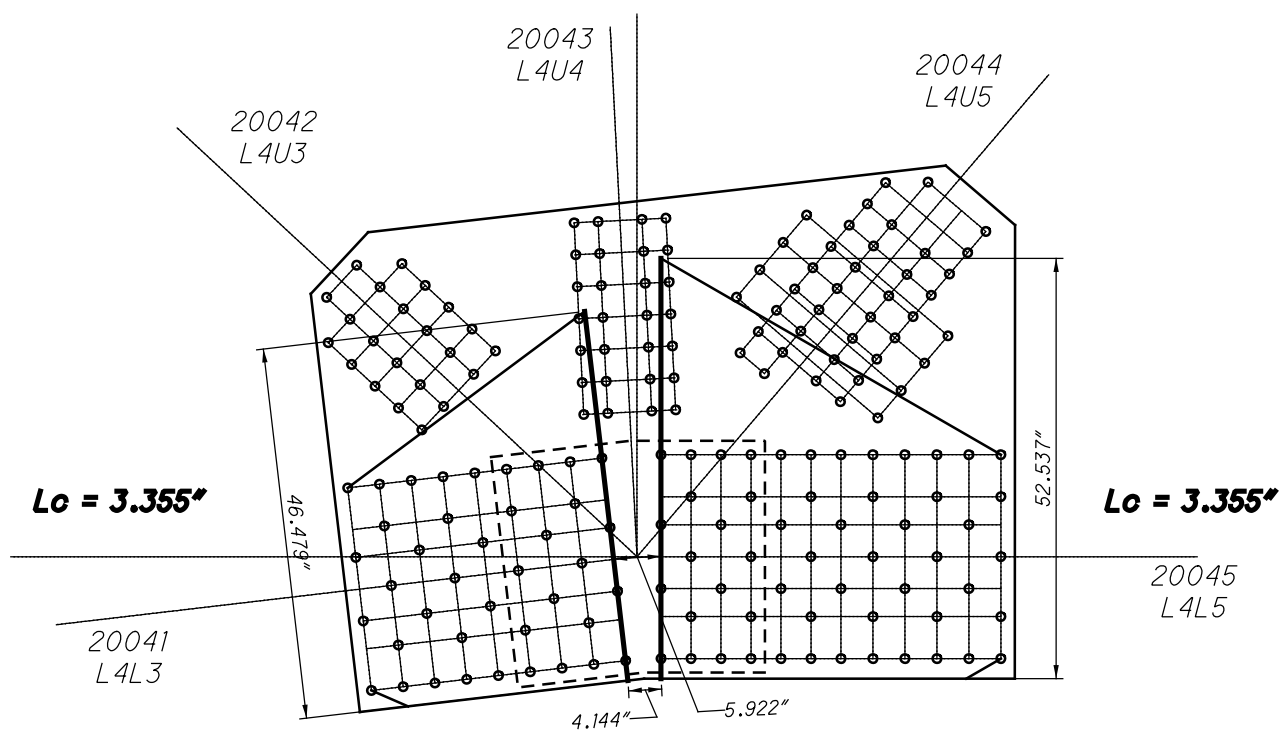 20043
L4U4
20044
L4U5
20042
L4U3
Lc = 3.355"
46.479"
52.537"
Lc = 3.355"
20045
L4L5
20041
L4L3
4.144"
5.922"